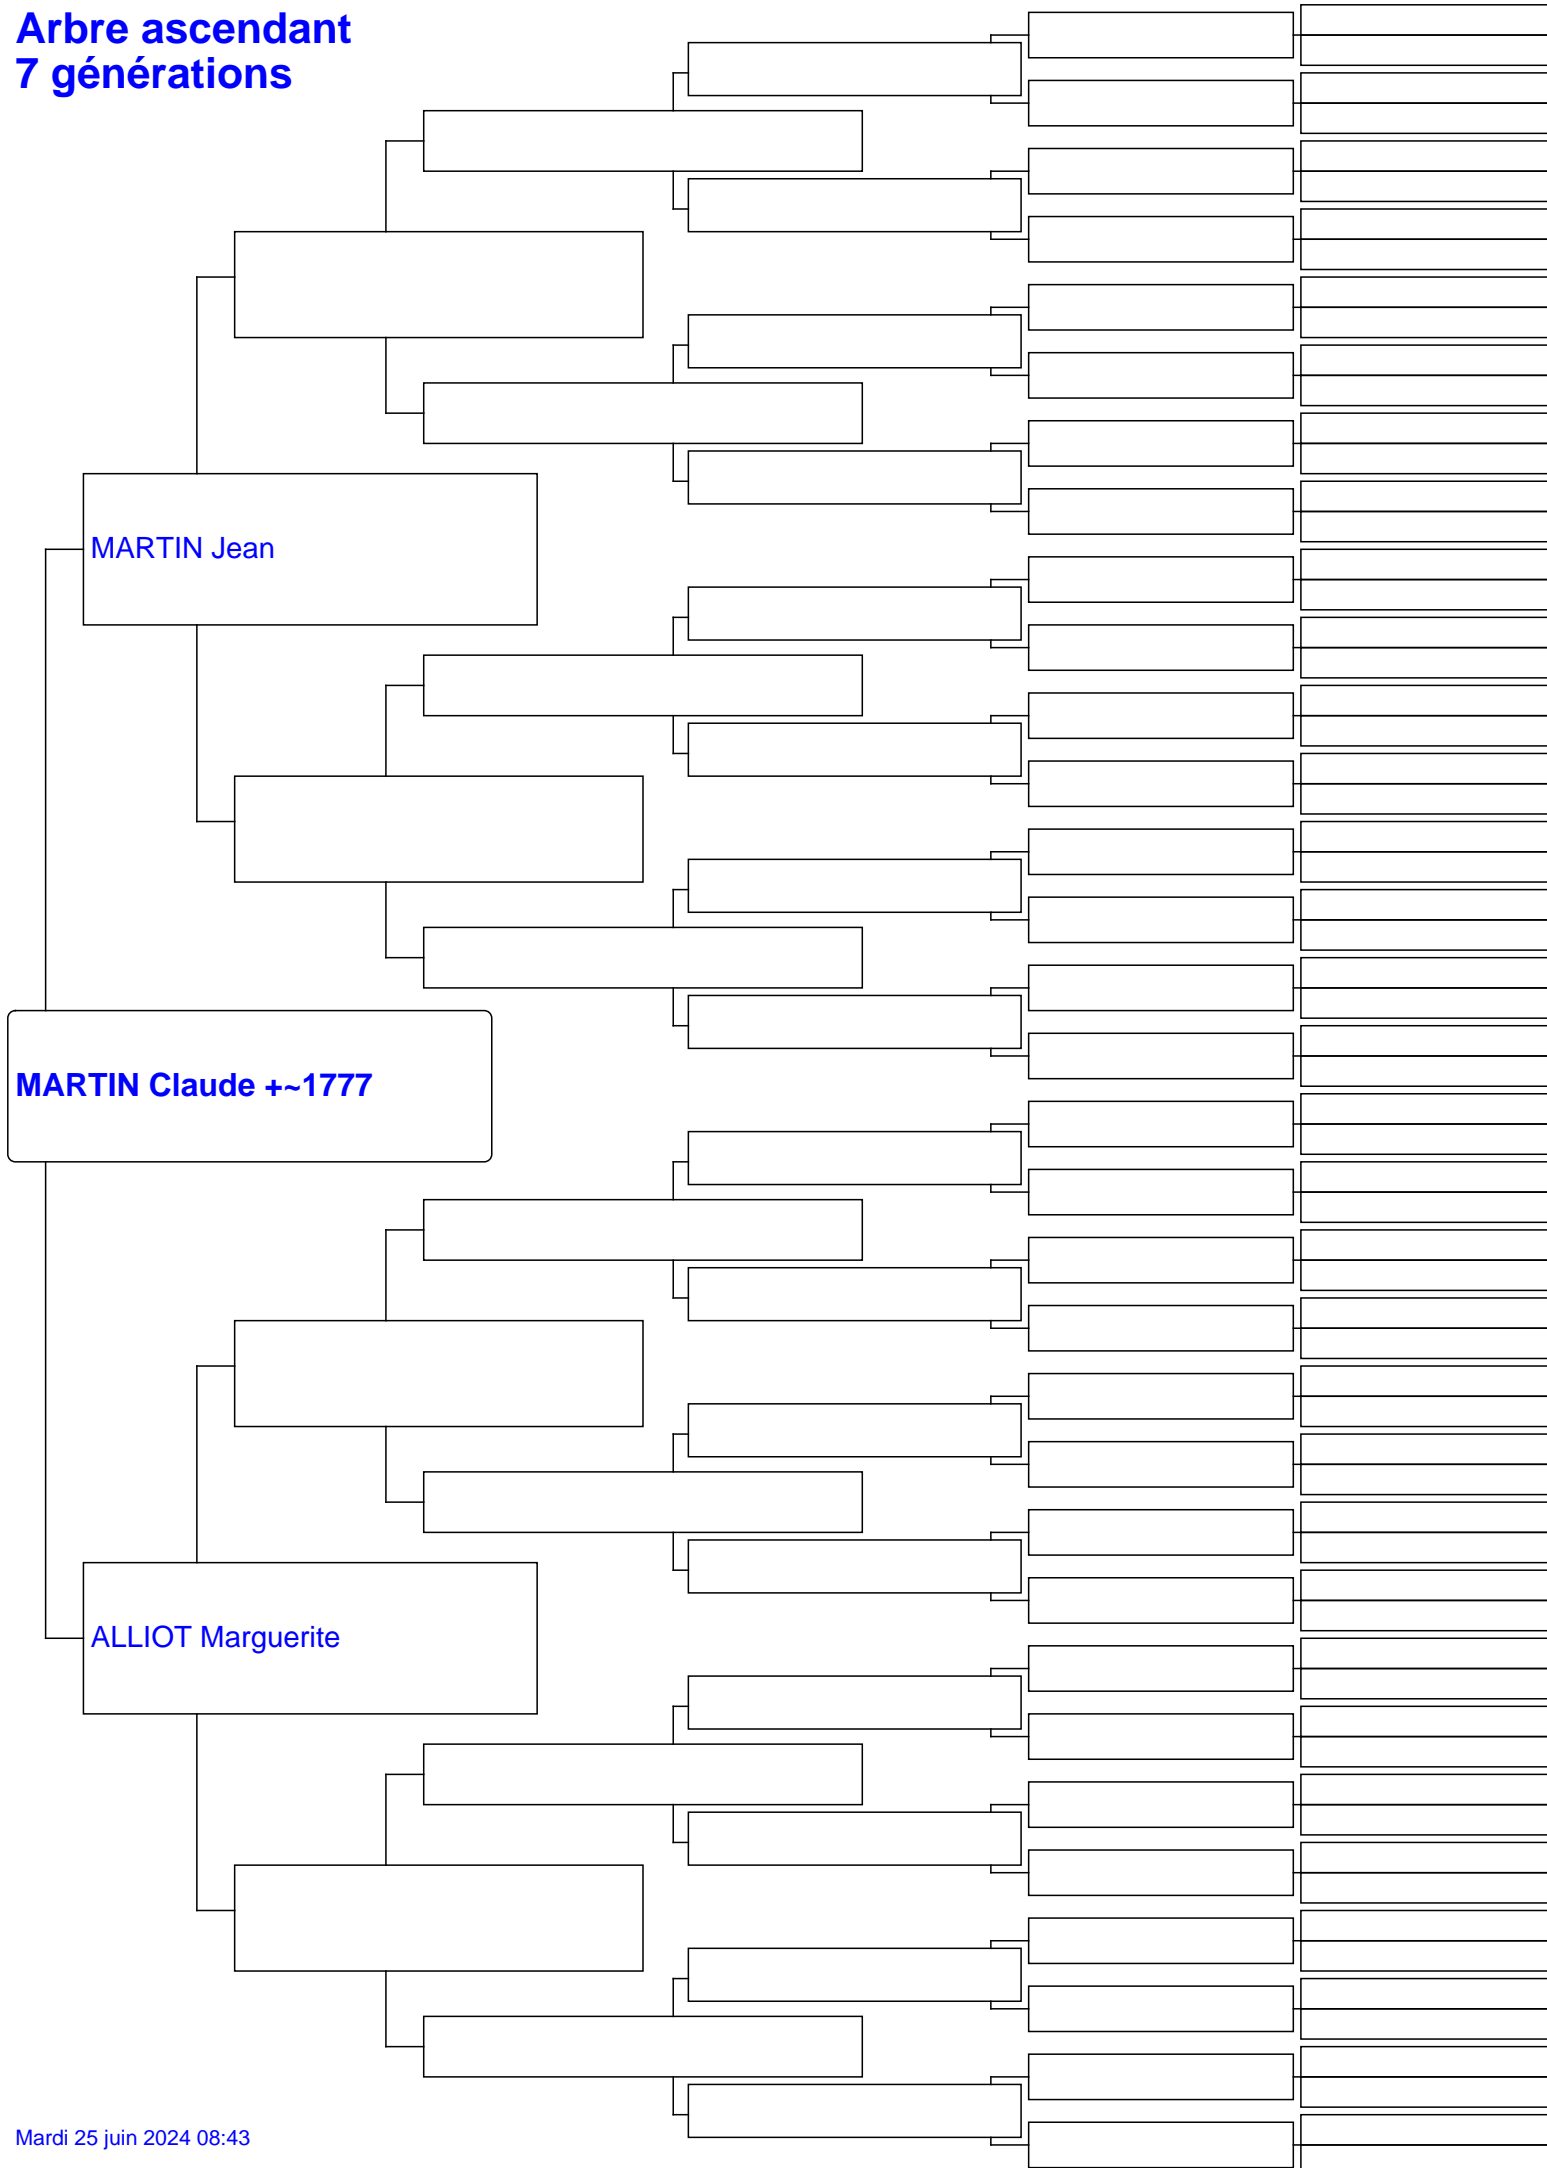 Arbre ascendant
7 générations
MARTIN Jean
MARTIN Claude +~1777
ALLIOT Marguerite
Mardi 25 juin 2024 08:43